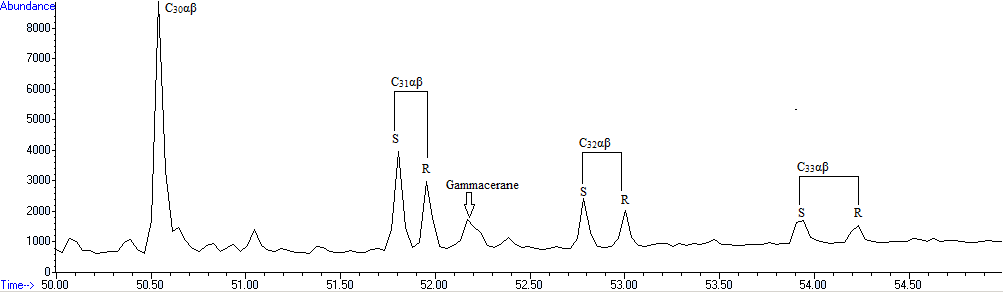 Abundance
C₃₀αβ
8000
7000
C₃₁αβ
6000
5000
S
4000
C₃₂αβ
R
3000
Gammacerane
C₃₃αβ
S
R
2000
S
R
1000
0
Time--> 50.00 50.50 51.00 51.50 52.00 52.50 53.00 53.50 54.00 54.50